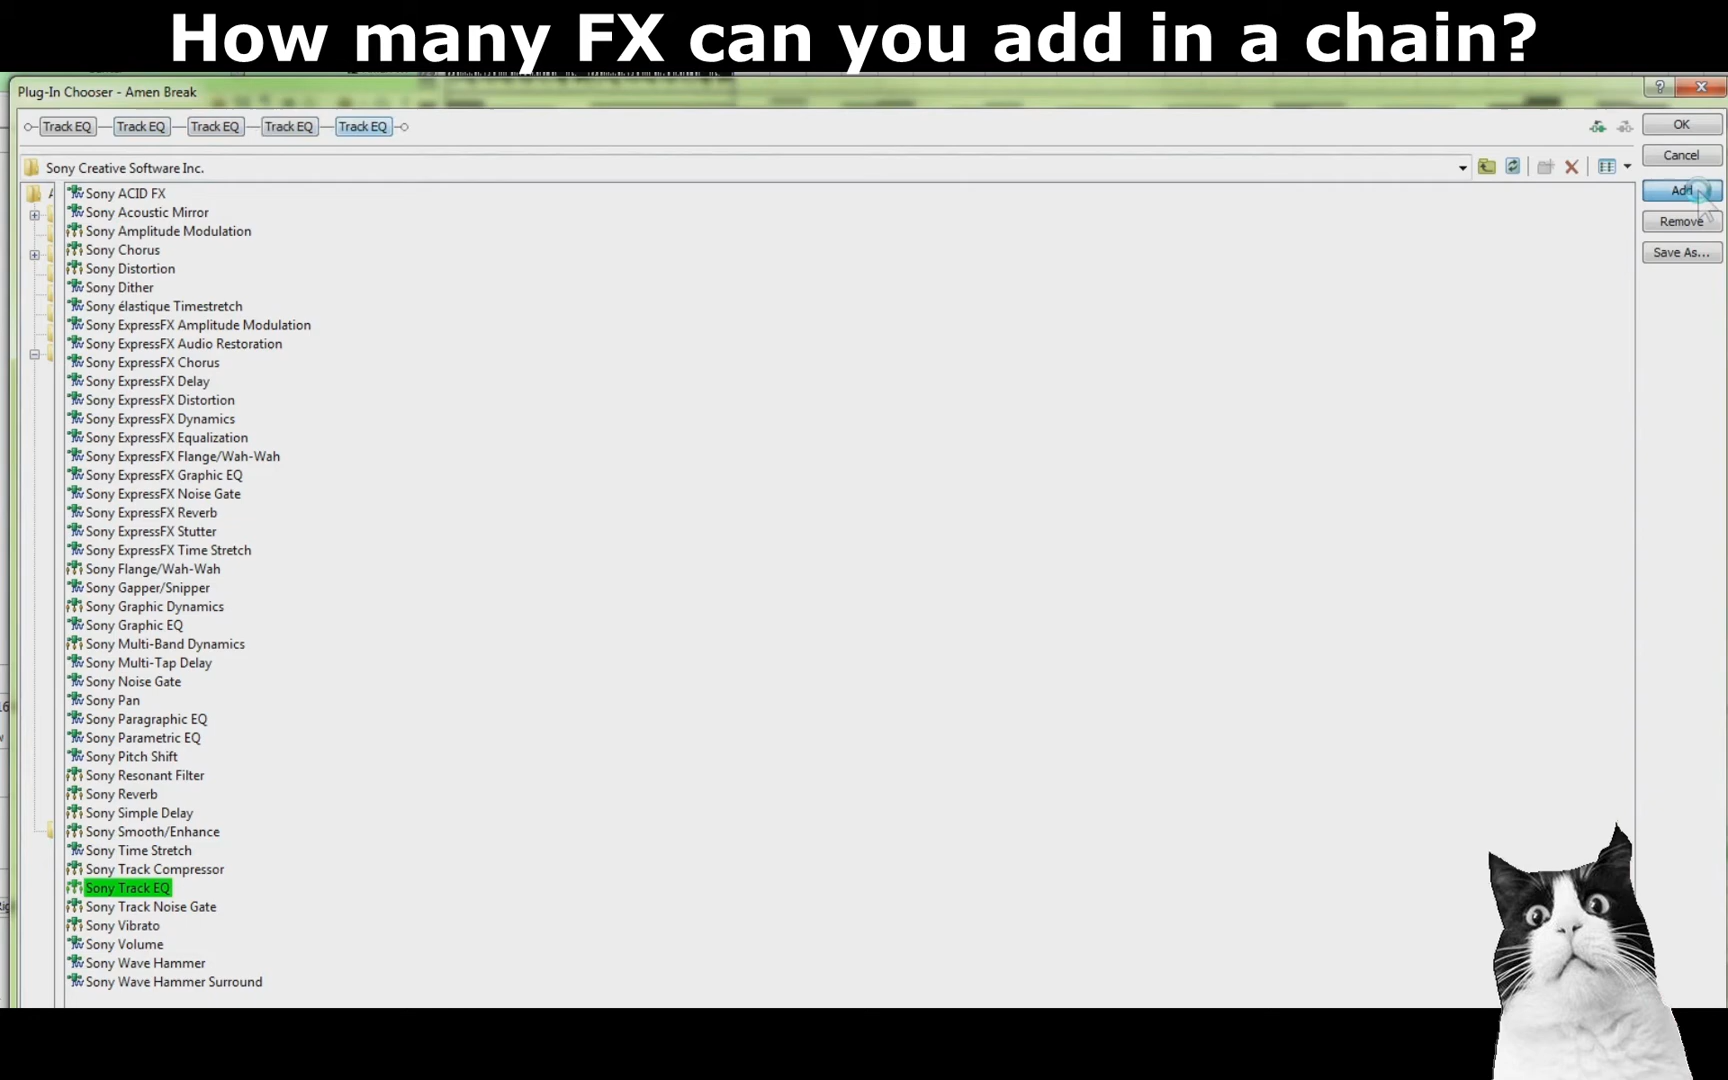 How many FX can you add in a chain?
Plug-In Chooser - Amen Break
Track EQ Track EQ Track EQ Track EQ Track EQ
OK
Sony Creative Software Inc.
Cancel
Add
Remove
Save As...
Sony ACID FX
Sony Acoustic Mirror
Sony Amplitude Modulation
Sony Chorus
Sony Distortion
Sony Dither
Sony élastique Timestretch
Sony ExpressFX Amplitude Modulation
Sony ExpressFX Audio Restoration
Sony ExpressFX Chorus
Sony ExpressFX Delay
Sony ExpressFX Distortion
Sony ExpressFX Dynamics
Sony ExpressFX Equalization
Sony ExpressFX Flange/Wah-Wah
Sony ExpressFX Graphic EQ
Sony ExpressFX Noise Gate
Sony ExpressFX Reverb
Sony ExpressFX Stutter
Sony ExpressFX Time Stretch
Sony Flange/Wah-Wah
Sony Gapper/Snipper
Sony Graphic Dynamics
Sony Graphic EQ
Sony Multi-Band Dynamics
Sony Multi-Tap Delay
Sony Noise Gate
Sony Pan
Sony Paragraphic EQ
Sony Parametric EQ
Sony Pitch Shift
Sony Resonant Filter
Sony Reverb
Sony Simple Delay
Sony Smooth/Enhance
Sony Time Stretch
Sony Track Compressor
Sony Track EQ
Sony Track Noise Gate
Sony Vibrato
Sony Volume
Sony Wave Hammer
Sony Wave Hammer Surround